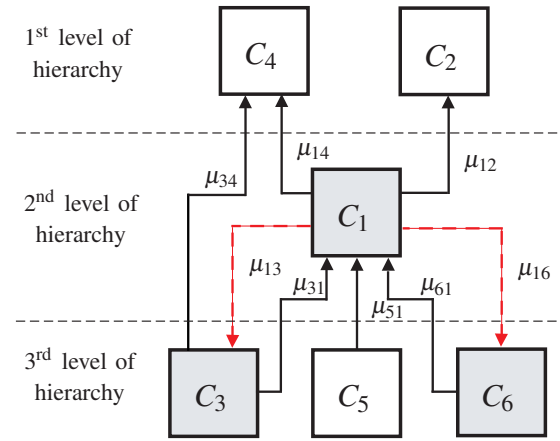 1st level of
hierarchy
C4
C2
μ34
μ14
μ12
2nd level of
hierarchy
C1
μ13
μ31
μ51
μ61
μ16
3rd level of
hierarchy
C3
C5
C6